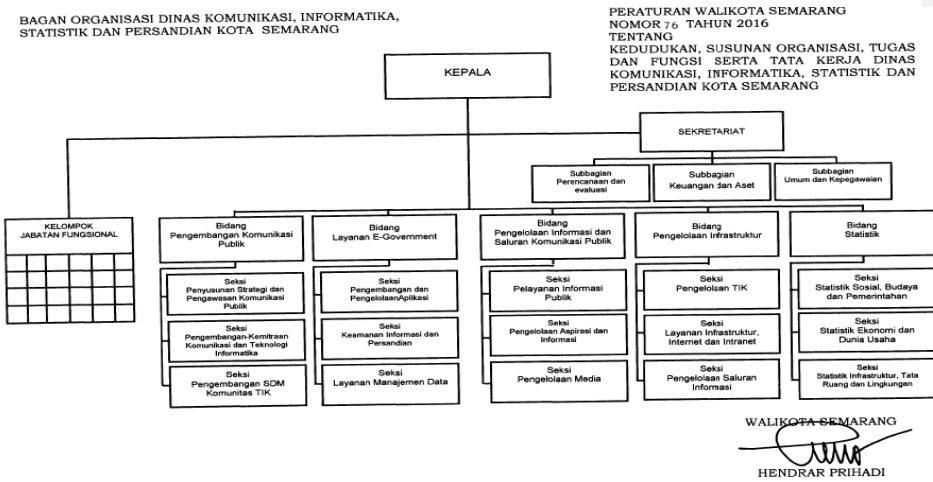 BAGAN ORGANISASI DINAS KOMUNIKASI, INFORMATIKA,
STATISTIK DAN PERSANDIAN KOTA SEMARANG
PERATURAN WALIKOTA SEMARANG
NOMOR 76 TAHUN 2016
TENTANG
KEDUDUKAN, SUSUNAN ORGANISASI, TUGAS
DAN FUNGSI SERTA TATA KERJA DINAS
KOMUNIKASI, INFORMATIKA, STATISTIK DAN
PERSANDIAN KOTA SEMARANG
KEPALA
SEKRETARIAT
Subbagian
Perencanaan dan
evaluasi
Subbagian
Keuangan dan Aset
Subbagian
Umum dan Kepegawaian
KELOMPOK
JABATAN FUNGSIONAL
Bidang
Pengembangan Komunikasi
Publik
Bidang
Layanan E-Government
Bidang
Pengelolaan Informasi dan
Saluran Komunikasi Publik
Bidang
Pengelolaan Infrastruktur
Bidang
Statistik
Seksi
Penyusunan Strategi dan
Pengawasan Komunikasi
Publik
Seksi
Pengembangan dan
PengelolaanAplikasi
Seksi
Pelayanan Informasi
Publik
Seksi
Pengelolaan TIK
Seksi
Statistik Sosial, Budaya
dan Pemerintahan
Seksi
Pengembangan-Kemitraan
Komunikasi dan Teknologi
Informatika
Seksi
Keamanan Informasi dan
Persandian
Seksi
Pengelolaan Aspirasi dan
Informasi
Seksi
Layanan Infrastruktur,
Internet dan Intranet
Seksi
Statistik Ekonomi dan
Dunia Usaha
Seksi
Pengembangan SDM
Komunitas TIK
Seksi
Layanan Manajemen Data
Seksi
Pengelolaan Media
Seksi
Pengelolaan Saluran
Informasi
Seksi
Statistik Infrastruktur, Tata
Ruang dan Lingkungan
WALIKOTA SEMARANG
HENDRAR PRIHADI